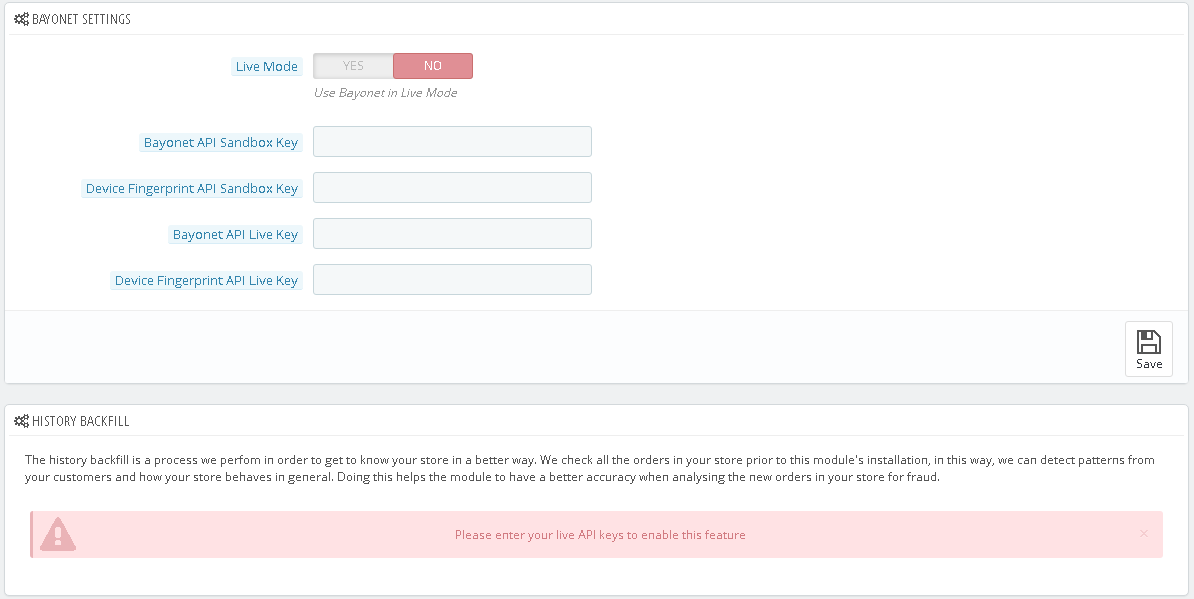 BAYONET SETTINGS
Live Mode YES NO
Use Bayonet in Live Mode
Bayonet API Sandbox Key
Device Fingerprint API Sandbox Key
Bayonet API Live Key
Device Fingerprint API Live Key
Save
HISTORY BACKFILL
The history backfill is a process we perfom in order to get to know your store in a better way. We check all the orders in your store prior to this module's installation, in this way, we can detect patterns from
your customers and how your store behaves in general. Doing this helps the module to have a better accuracy when analysing the new orders in your store for fraud.
Please enter your live API keys to enable this feature ×